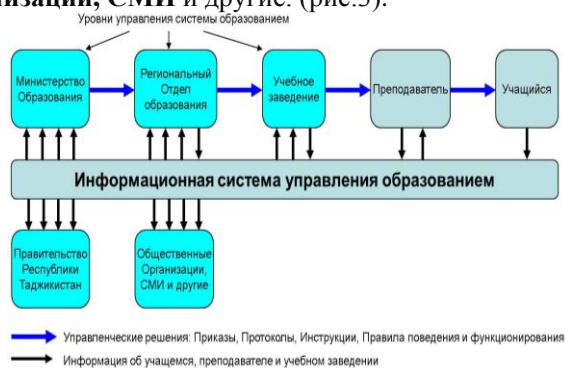 низации, СМИ и другие. (рис.3).
Уровни управления системы образованием
Министерство
Образования
Региональный
Отдел
образования
Учебное
заведение
Преподаватель
Учащийся
Информационная система управления образованием
Правительство
Республики
Таджикистан
Общественные
Организации,
СМИ и другие
Управленческие решения: Приказы, Протоколы, Инструкции, Правила поведения и функционирования
Информация об учащемся, преподавателе и учебном заведении